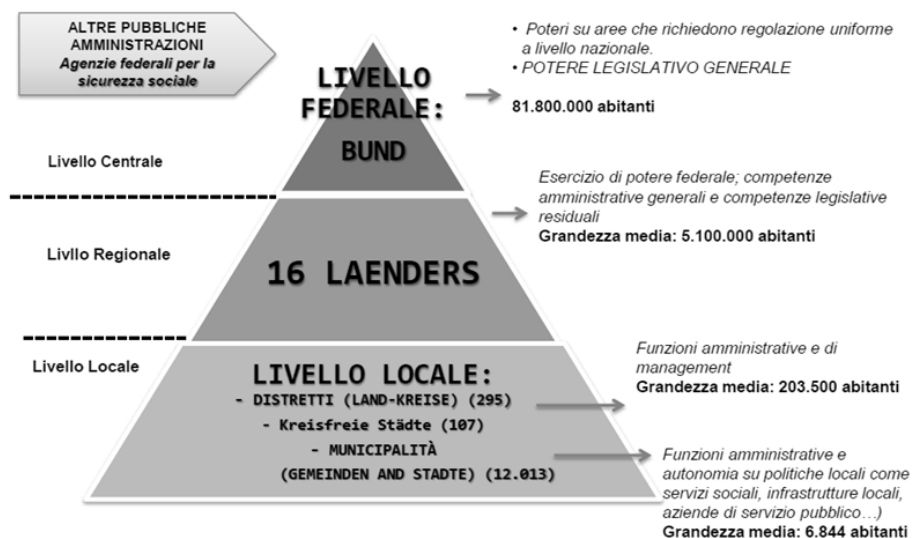 ALTRE PUBBLICHE
AMMINISTRAZIONI
Agenzie federali per la
sicurezza sociale
LIVELLO
FEDERALE:
BUND
• Poteri su aree che richiedono regolazione uniforme
a livello nazionale.
• POTERE LEGISLATIVO GENERALE
81.800.000 abitanti
Livello Centrale
Esercizio di potere federale; competenze
amministrative generali e competenze legislative
residuali
Grandezza media: 5.100.000 abitanti
Livllo Regionale
16 LAENDERS
Livello Locale
LIVELLO LOCALE:
- DISTRETTI (LAND-KREISE) (295)
- Kreisfreie Städte (107)
- MUNICIPALITÀ
(GEMEINDEN AND STADTE) (12.013)
Funzioni amministrative e di
management
Grandezza media: 203.500 abitanti
Funzioni amministrative e
autonomia su politiche locali come
servizi sociali, infrastrutture locali,
aziende di servizio pubblico…)
Grandezza media: 6.844 abitanti